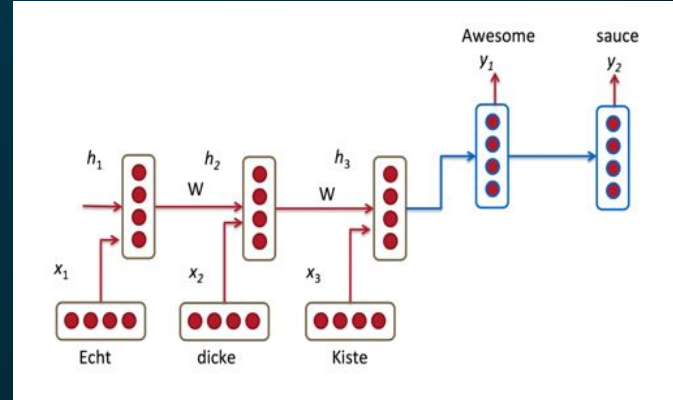 Awesome sauce
y1 y2
h1 h2 h3
W W
x1 x2 x3
Echt dicke Kiste